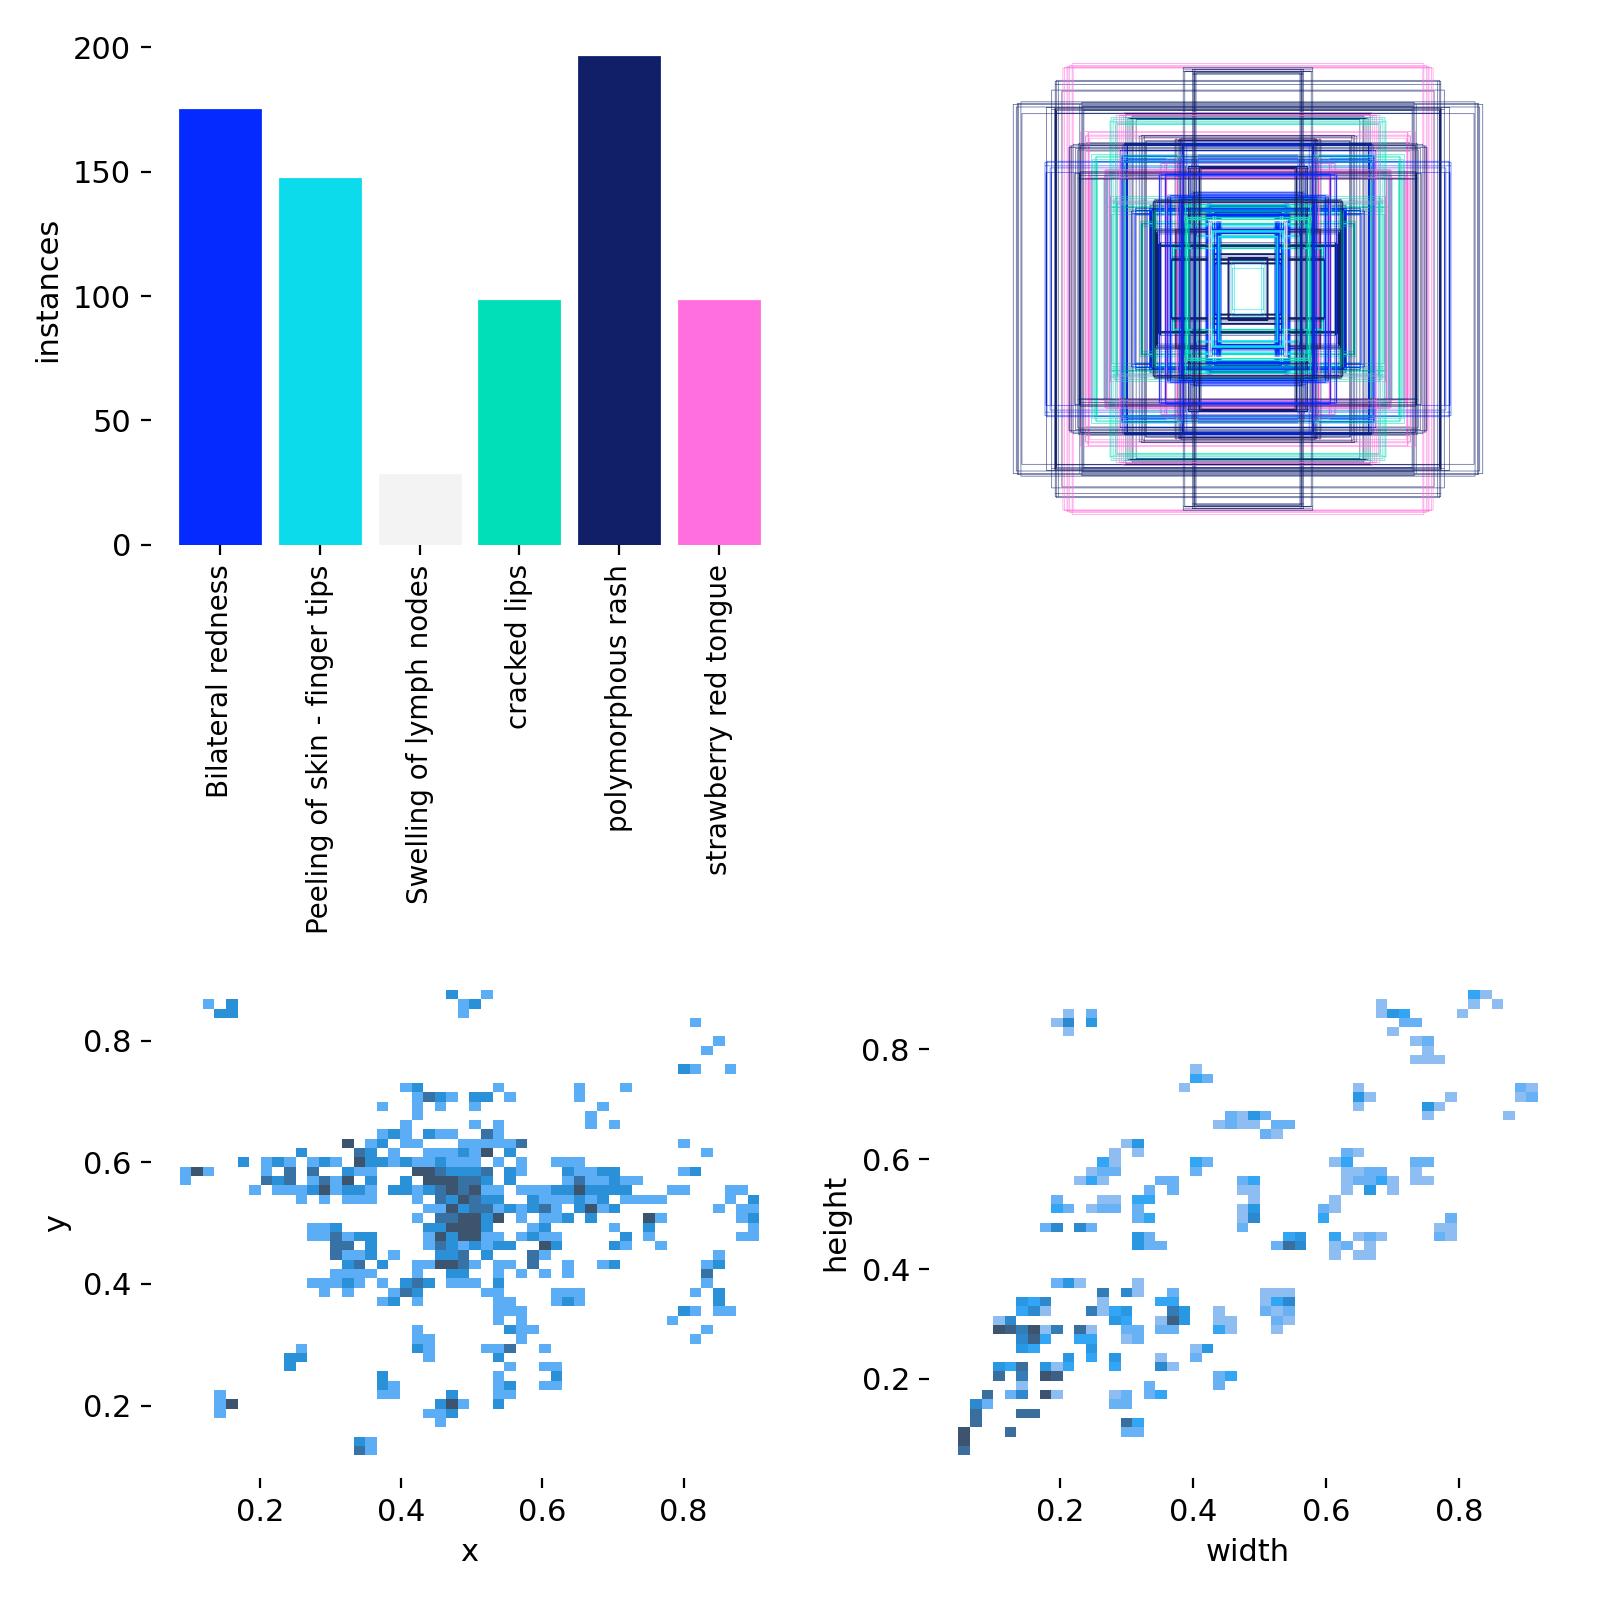 200
150
100
50
0
instances
Bilateral redness
Peeling of skin - finger tips
Swelling of lymph nodes
cracked lips
polymorphous rash
strawberry red tongue
0.8
0.6
0.4
0.2
y
0.2 0.4 0.6 0.8
x
0.8
0.6
0.4
0.2
height
0.2 0.4 0.6 0.8
width